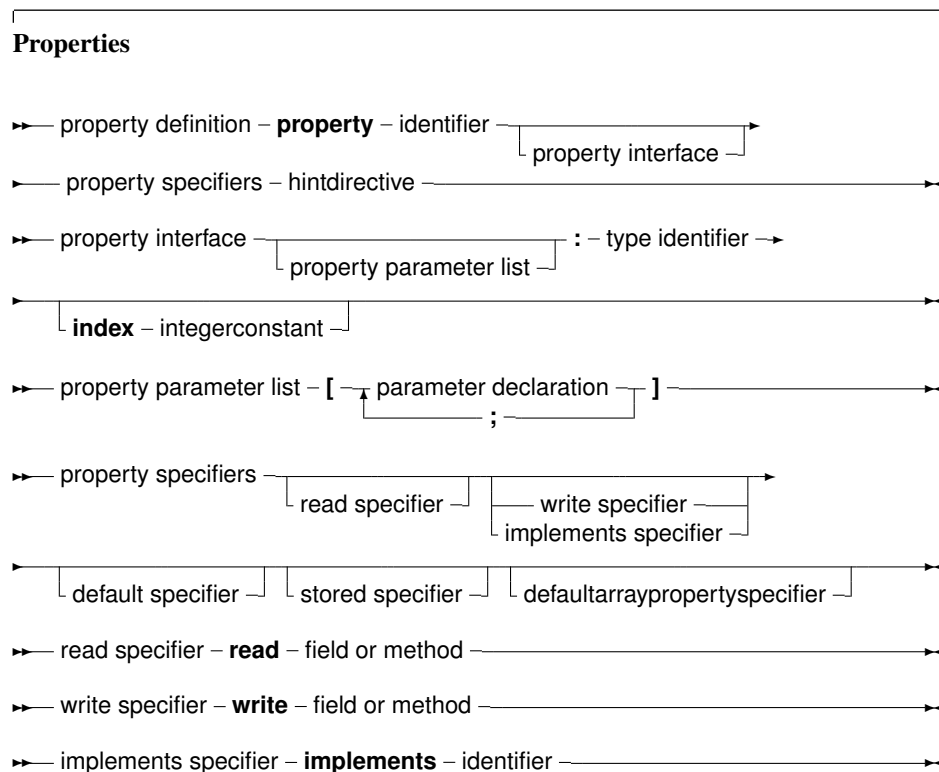 Properties
property definition – property – identifier
property interface
property specifiers – hintdirective
property interface : – type identifier
property parameter list
index – integerconstant
property parameter list – [ parameter declaration ]
;
property specifiers
read specifier write specifier
implements specifier
default specifier stored specifier defaultarraypropertyspecifier
read specifier – read – field or method
write specifier – write – field or method
implements specifier – implements – identifier